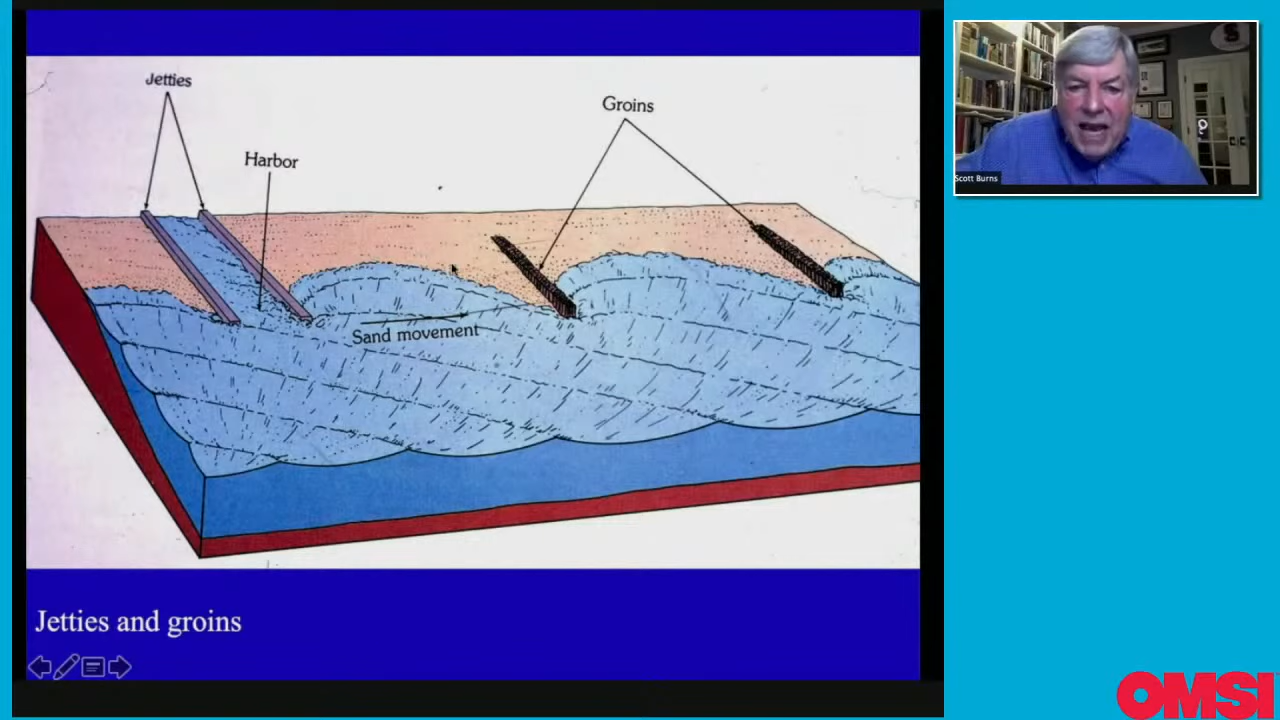 Jetties
Groins
Harbor
Sand movement
Jetties and groins
Scott Burns
OMSI